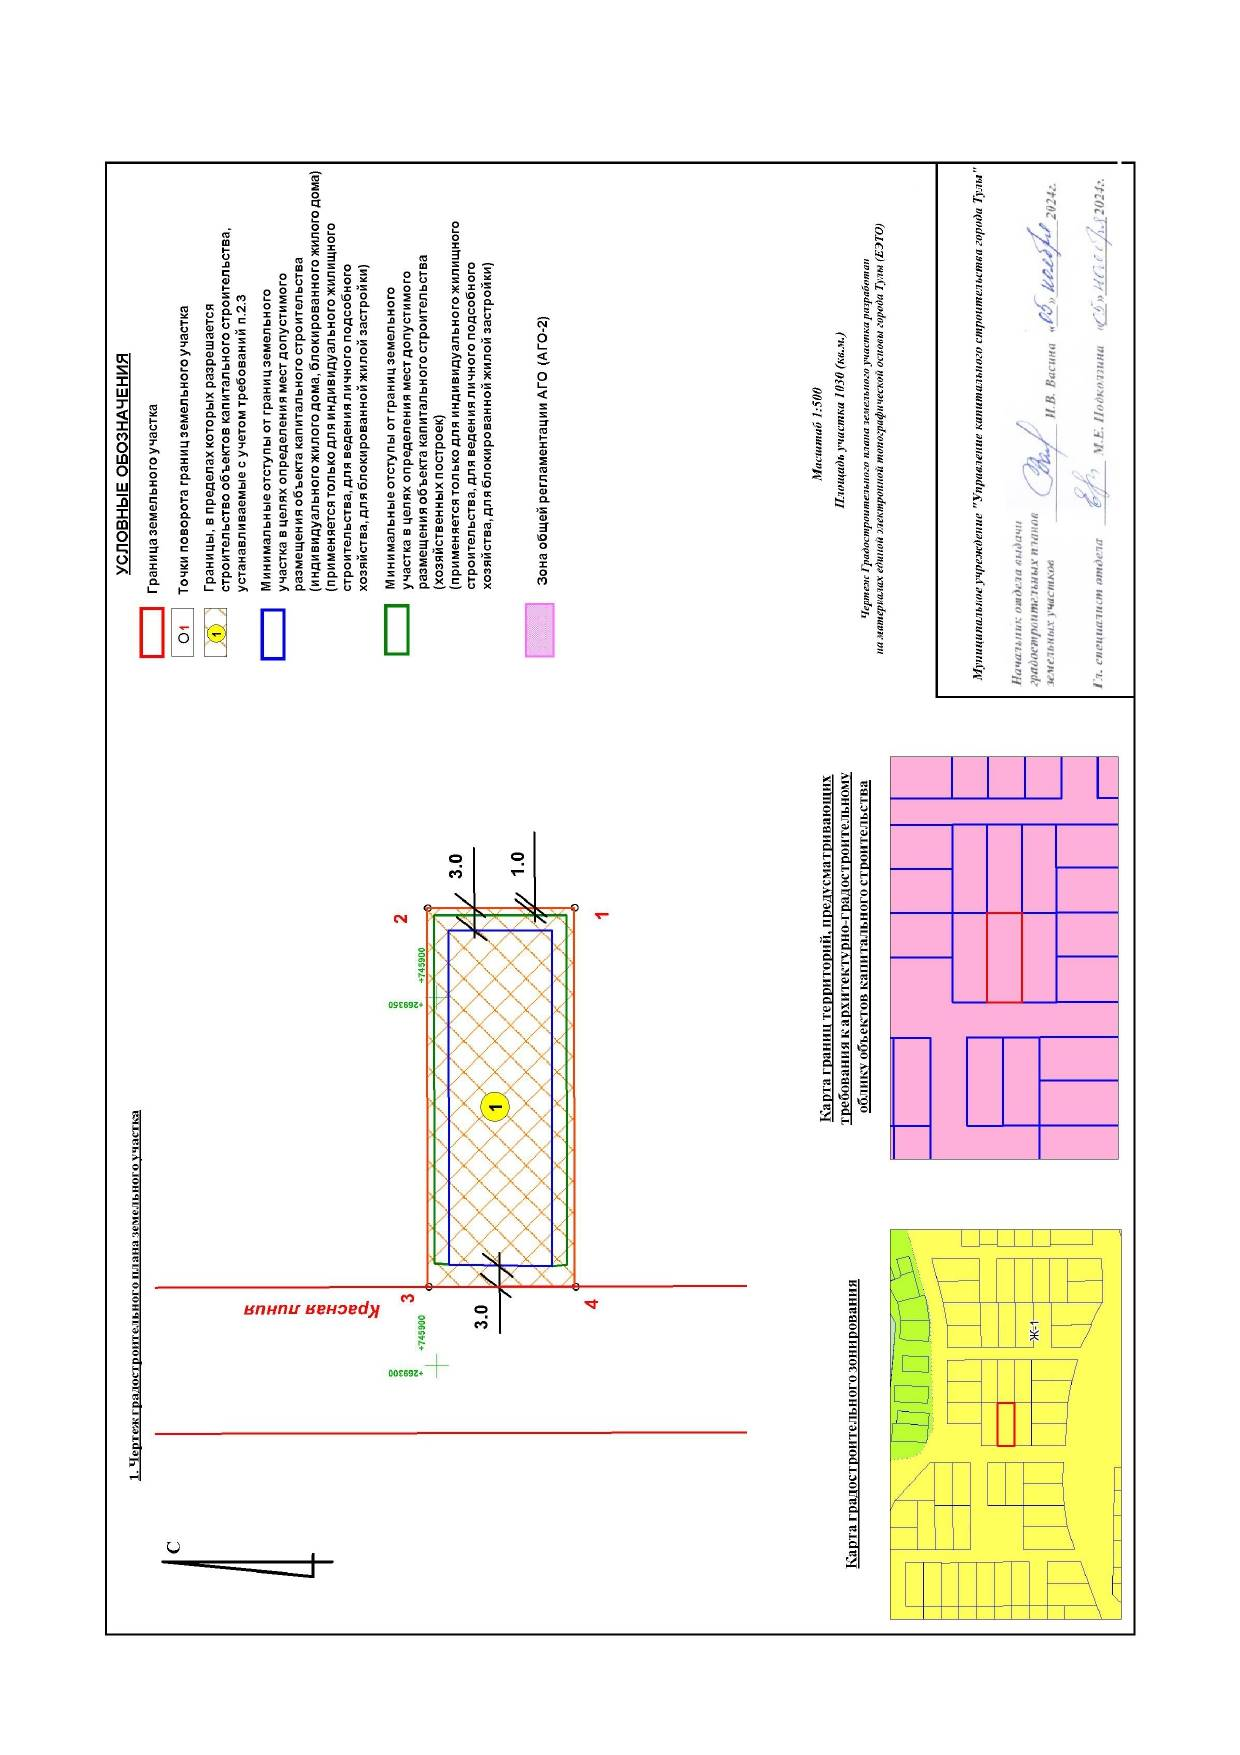 1. Чертеж градостроительного плана земельного участка
С
Красная линия
+269300
+745900
+269350
+745900
3
4
2
1
1
3.0
3.0
1.0
УСЛОВНЫЕ ОБОЗНАЧЕНИЯ
Граница земельного участка
О1
Точки поворота границ земельного участка
1
Границы, в пределах которых разрешается
строительство объектов капитального строительства,
устанавливаемые с учетом требований п.2.3
Минимальные отступы от границ земельного
участка в целях определения мест допустимого
размещения объекта капитального строительства
(индивидуального жилого дома, блокированного жилого дома)
(применяется только для индивидуального жилищного
строительства, для ведения личного подсобного
хозяйства, для блокированной жилой застройки)
Минимальные отступы от границ земельного
участка в целях определения мест допустимого
размещения объекта капитального строительства
(хозяйственных построек)
(применяется только для индивидуального жилищного
строительства, для ведения личного подсобного
хозяйства, для блокированной жилой застройки)
Зона общей регламентации АГО (АГО-2)
Масштаб 1:500
Площадь участка 1030 (кв.м.)
Чертеж Градостроительного плана земельного участка разработан
на материалах единой электронной топографической основы города Тулы (ЕЭТО)
Карта градостроительного зонирования
Ж-1
Карта границ территорий, предусматривающих
требования к архитектурно-градостроительному
облику объектов капитального строительства
Муниципальное учреждение "Управление капитального строительства города Тулы"
Начальник отдела выдачи
градостроительных планов
земельных участков
И.В. Васина
«05» ноября 2024г.
Гл. специалист отдела
М.Е. Подколзина
«05» ноября 2024г.